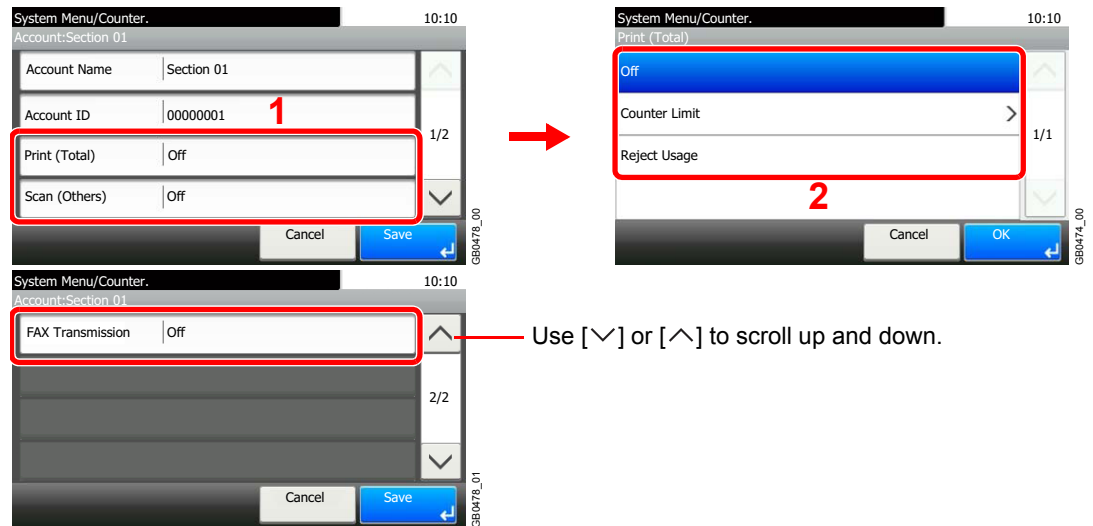 System Menu/Counter. 10:10
Account:Section 01
Account Name Section 01
Account ID 00000001
1
1/2
Print (Total) Off
Scan (Others) Off
Cancel Save
GB0478_00
System Menu/Counter. 10:10
Print (Total)
Off
Counter Limit
1/1
Reject Usage
2
Cancel OK
GB0474_00
System Menu/Counter. 10:10
Account:Section 01
FAX Transmission Off
2/2
Cancel Save
GB0478_01
Use [∨] or [∧] to scroll up and down.